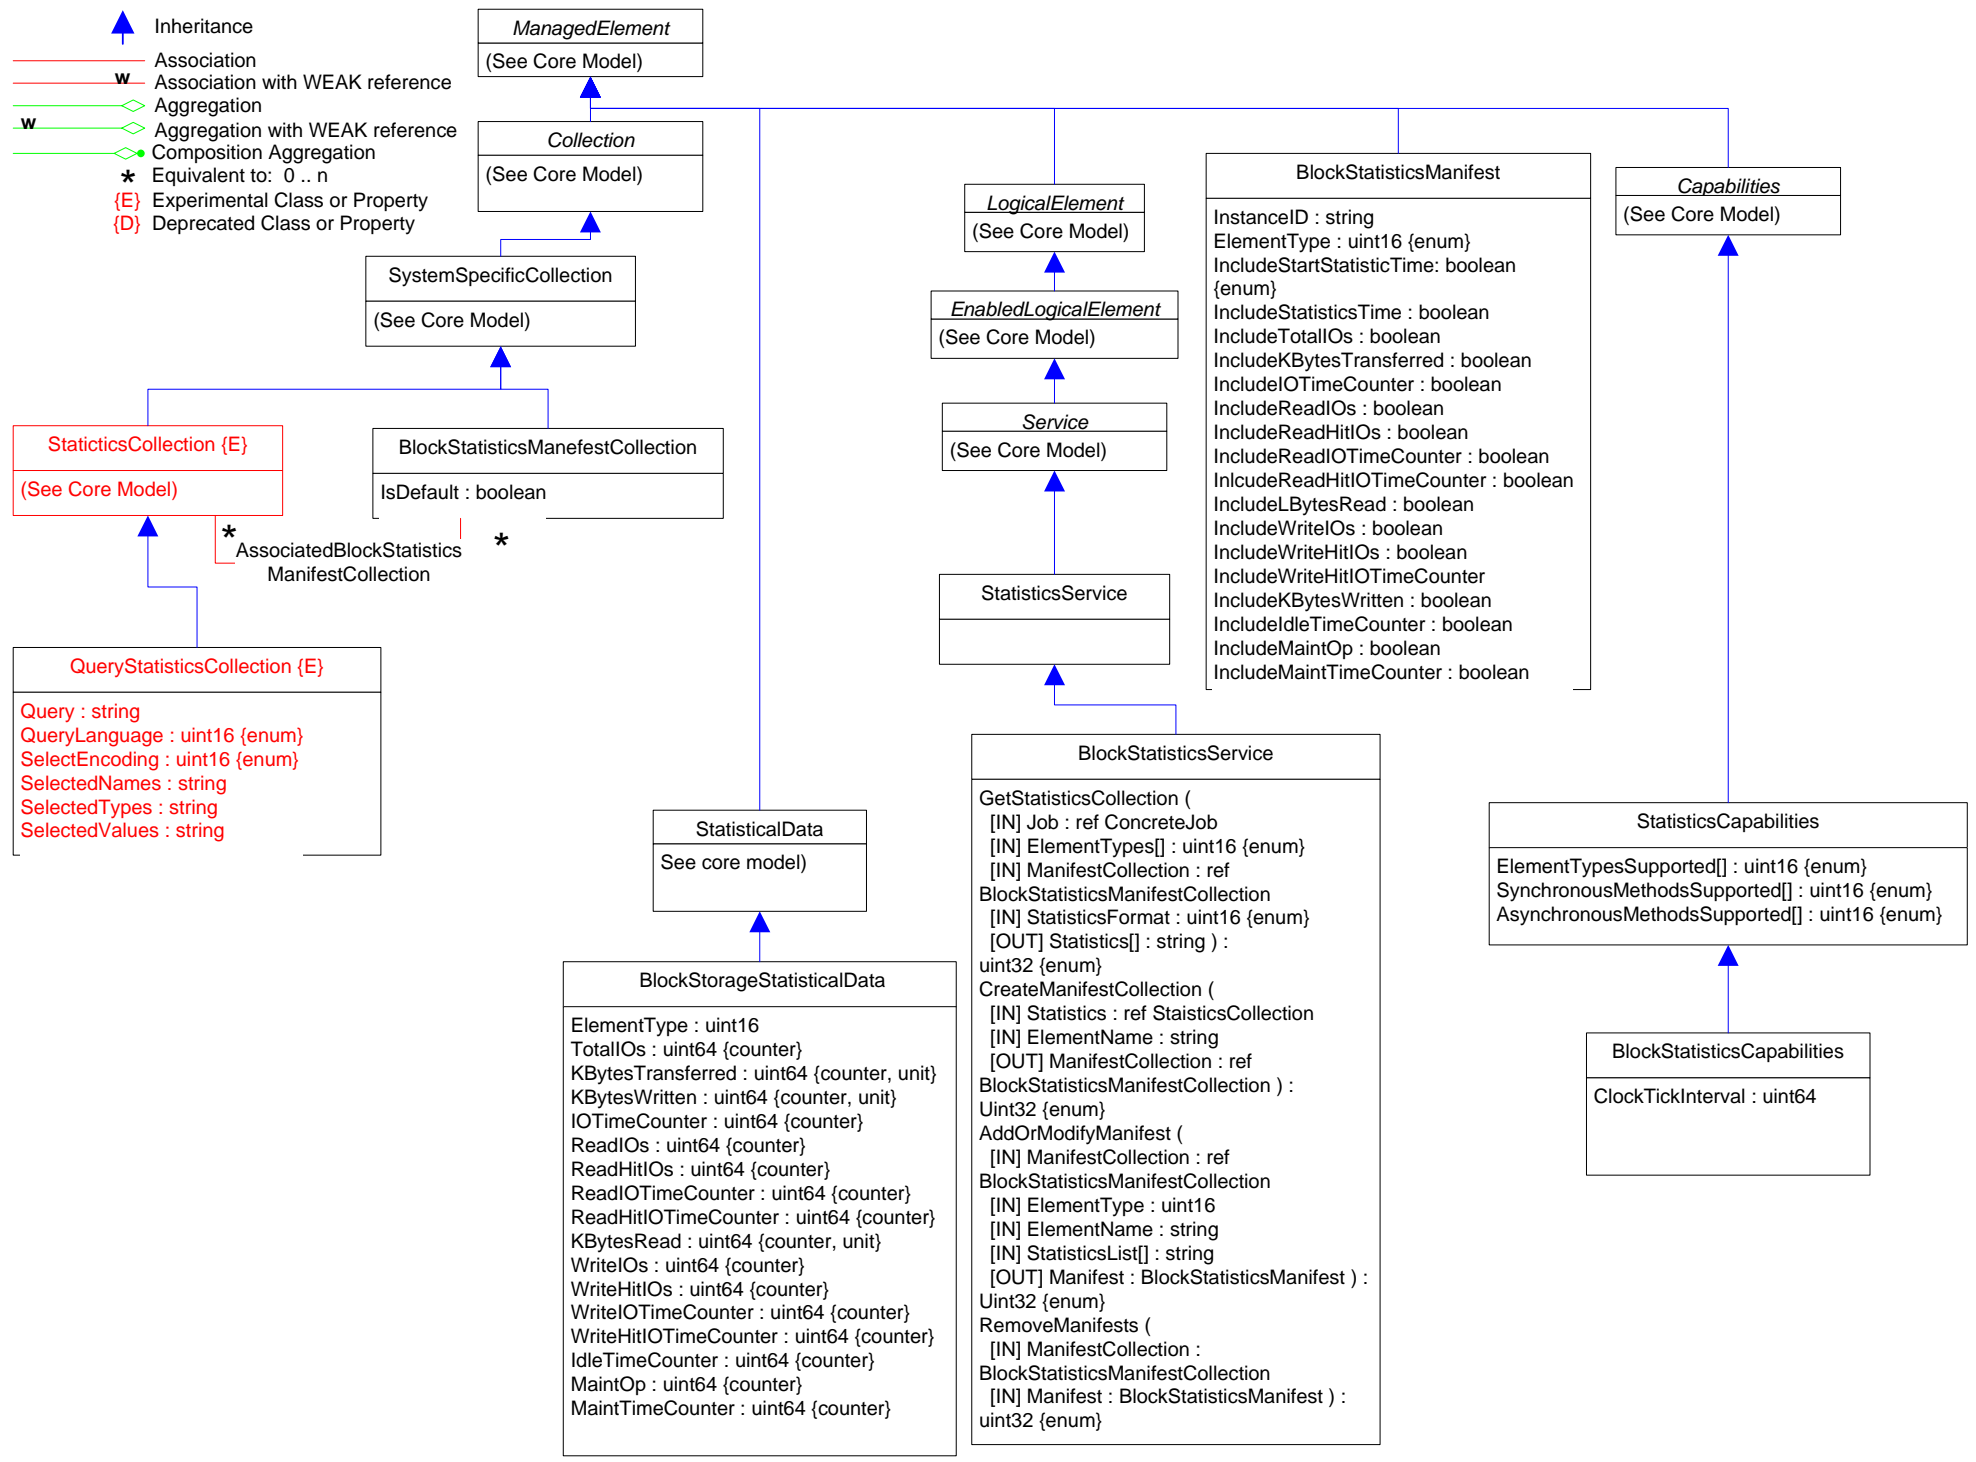 Inheritance
Association
w
Association with WEAK reference
Aggregation
w
Aggregation with WEAK reference
Composition Aggregation
* Equivalent to: 0 .. n
{E} Experimental Class or Property
{D} Deprecated Class or Property
ManagedElement
(See Core Model)
Collection
(See Core Model)
SystemSpecificCollection
(See Core Model)
StaticticsCollection {E}
(See Core Model)
BlockStatisticsManefestCollection
IsDefault : boolean
*
*
AssociatedBlockStatistics
ManifestCollection
QueryStatisticsCollection {E}
Query : string
QueryLanguage : uint16 {enum}
SelectEncoding : uint16 {enum}
SelectedNames : string
SelectedTypes : string
SelectedValues : string
StatisticalData
See core model)
BlockStorageStatisticalData
ElementType : uint16
TotalIOs : uint64 {counter}
KBytesTransferred : uint64 {counter, unit}
KBytesWritten : uint64 {counter, unit}
IOTimeCounter : uint64 {counter}
ReadIOs : uint64 {counter}
ReadHitIOs : uint64 {counter}
ReadIOTimeCounter : uint64 {counter}
ReadHitIOTimeCounter : uint64 {counter}
KBytesRead : uint64 {counter, unit}
WriteIOs : uint64 {counter}
WriteHitIOs : uint64 {counter}
WriteIOTimeCounter : uint64 {counter}
WriteHitIOTimeCounter : uint64 {counter}
IdleTimeCounter : uint64 {counter}
MaintOp : uint64 {counter}
MaintTimeCounter : uint64 {counter}
LogicalElement
(See Core Model)
EnabledLogicalElement
(See Core Model)
Service
(See Core Model)
StatisticsService
BlockStatisticsService
GetStatisticsCollection (
[IN] Job : ref ConcreteJob
[IN] ElementTypes[] : uint16 {enum}
[IN] ManifestCollection : ref
BlockStatisticsManifestCollection
[IN] StatisticsFormat : uint16 {enum}
[OUT] Statistics[] : string ) :
uint32 {enum}
CreateManifestCollection (
[IN] Statistics : ref StaisticsCollection
[IN] ElementName : string
[OUT] ManifestCollection : ref
BlockStatisticsManifestCollection ) :
Uint32 {enum}
AddOrModifyManifest (
[IN] ManifestCollection : ref
BlockStatisticsManifestCollection
[IN] ElementType : uint16
[IN] ElementName : string
[IN] StatisticsList[] : string
[OUT] Manifest : BlockStatisticsManifest ) :
Uint32 {enum}
RemoveManifests (
[IN] ManifestCollection :
BlockStatisticsManifestCollection
[IN] Manifest : BlockStatisticsManifest ) :
uint32 {enum}
BlockStatisticsManifest
InstanceID : string
ElementType : uint16 {enum}
IncludeStartStatisticTime: boolean
{enum}
IncludeStatisticsTime : boolean
IncludeTotalIOs : boolean
IncludeKBytesTransferred : boolean
IncludeIOTimeCounter : boolean
IncludeReadIOs : boolean
IncludeReadHitIOs : boolean
IncludeReadIOTimeCounter : boolean
InlcudeReadHitIOTimeCounter : boolean
IncludeLBytesRead : boolean
IncludeWriteIOs : boolean
IncludeWriteHitIOs : boolean
IncludeWriteHitIOTimeCounter
IncludeKBytesWritten : boolean
IncludeIdleTimeCounter : boolean
IncludeMaintOp : boolean
IncludeMaintTimeCounter : boolean
Capabilities
(See Core Model)
StatisticsCapabilities
ElementTypesSupported[] : uint16 {enum}
SynchronousMethodsSupported[] : uint16 {enum}
AsynchronousMethodsSupported[] : uint16 {enum}
BlockStatisticsCapabilities
ClockTickInterval : uint64